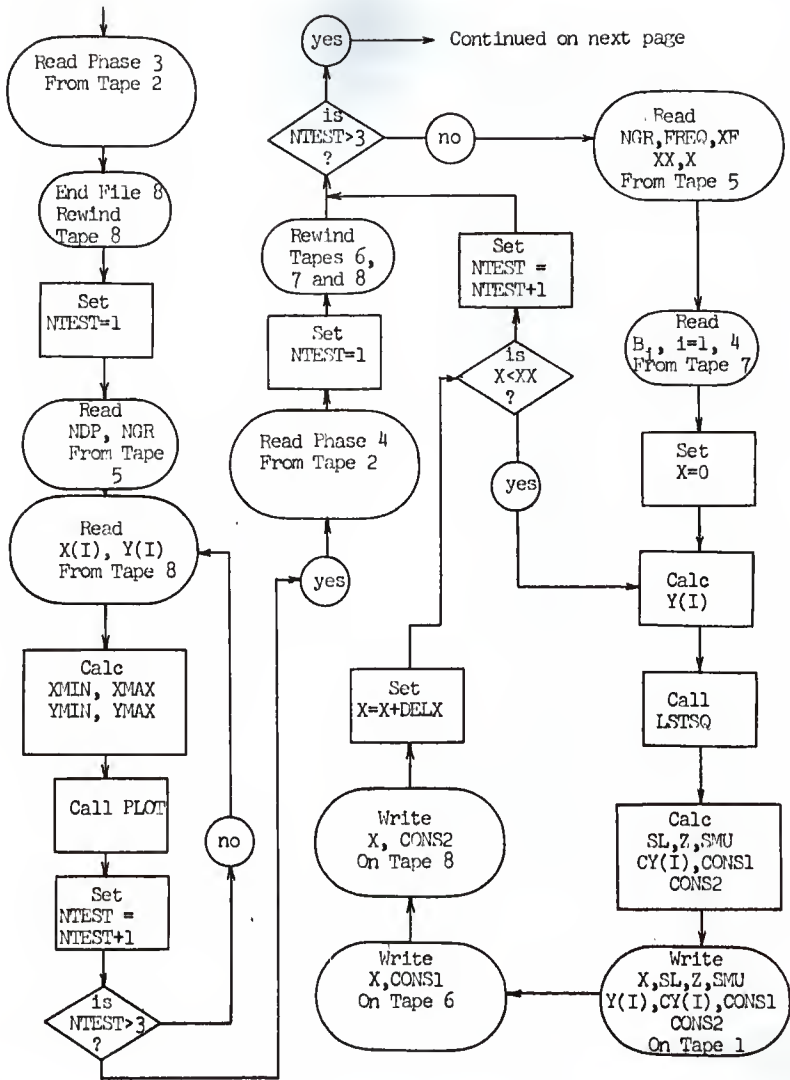 Read Phase 3
From Tape 2
End File 8
Rewind
Tape 8
Set
NTEST=1
Read
NDP, NGR
From Tape
5
Read
X(I), Y(I)
From Tape 8
Calc
XMIN, XMAX
YMIN, YMAX
Call PLOT
Set
NTEST =
NTEST+1
is
NTEST>3
?
no
yes
Read Phase 4
From Tape 2
Set
NTEST=1
Rewind
Tapes 6,
7 and 8
is
NTEST>3
?
yes
Continued on next page
no
Read
NGR,FREQ,XF
XX,X
From Tape 5
Read
Bi, i=1, 4
From Tape 7
Set
X=0
Calc
Y(I)
Call
LSTSQ
Calc
SL,Z,SMU
CY(I),CONS1
CONS2
Write
X,SL,Z,SMU
Y(I),CY(I),CONS1
CONS2
On Tape 1
Write
X,CONS1
On Tape 6
Write
X, CONS2
On Tape 8
Set
X=X+DELX
is
X<XX
?
yes
Set
NTEST =
NTEST+1